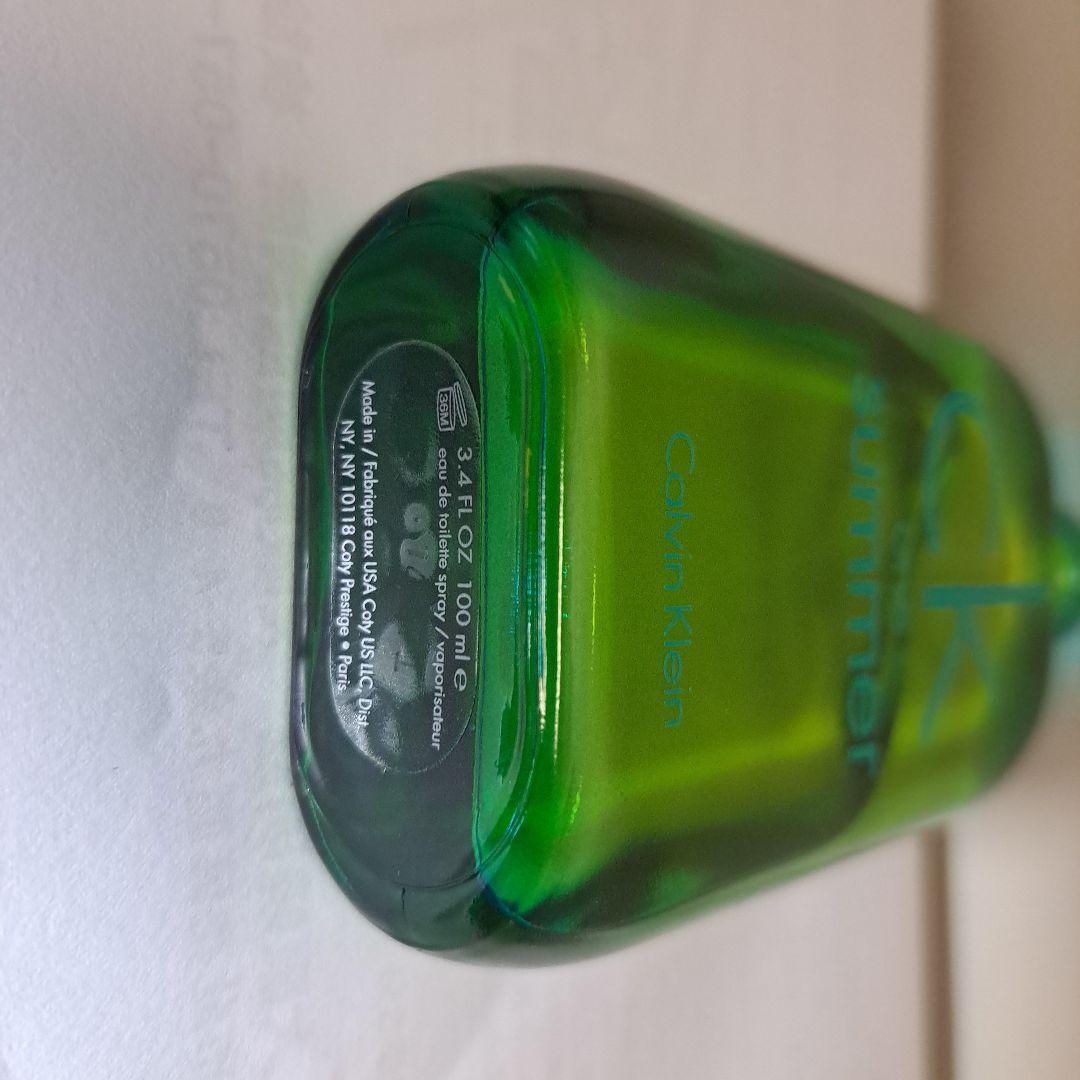 3.4 FL OZ 100 ml e
36M
eau de toilette spray / vaporisateur
Made in / Fabriqué aux USA Coty US LLC, Dist.
NY, NY 10118 Coty Prestige • Paris
Calvin Klein
summer
ck